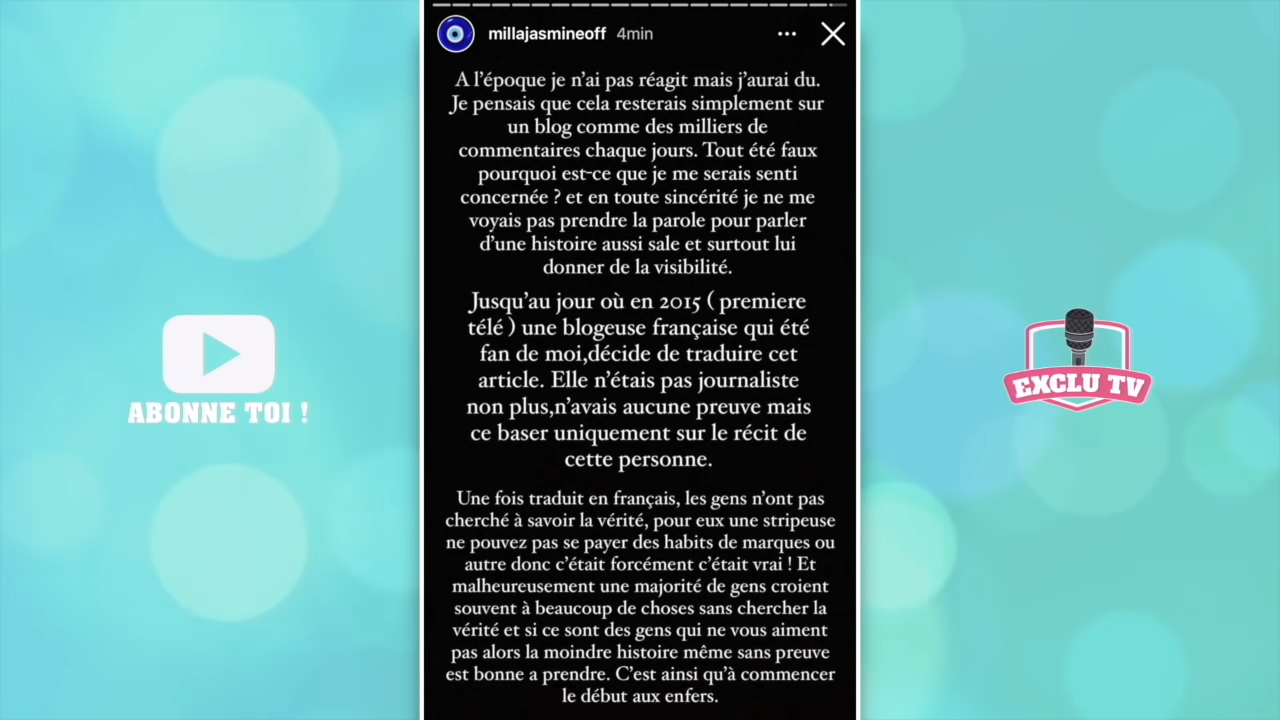 millajasmineoff 4min
A l'époque je n'ai pas réagit mais j'aurai du.
Je pensais que cela resterais simplement sur
un blog comme des milliers de
commentaires chaque jours. Tout été faux
pourquoi est-ce que je me serais senti
concernée ? et en toute sincérité je ne me
voyais pas prendre la parole pour parler
d'une histoire aussi sale et surtout lui
donner de la visibilité.
Jusqu'au jour où en 2015 ( premiere
télé ) une blogeuse française qui été
fan de moi,décide de traduire cet
article. Elle n'étais pas journaliste
non plus,n'avais aucune preuve mais
ce baser uniquement sur le récit de
cette personne.
Une fois traduit en français, les gens n'ont pas
cherché à savoir la vérité, pour eux une stripeuse
ne pouvez pas se payer des habits de marques ou
autre donc c'était forcément c'était vrai ! Et
malheureusement une majorité de gens croient
souvent à beaucoup de choses sans chercher la
vérité et si ce sont des gens qui ne vous aiment
pas alors la moindre histoire même sans preuve
est bonne a prendre. C'est ainsi qu'à commencer
le début aux enfers.
ABONNE TOI !
EXCLU TV